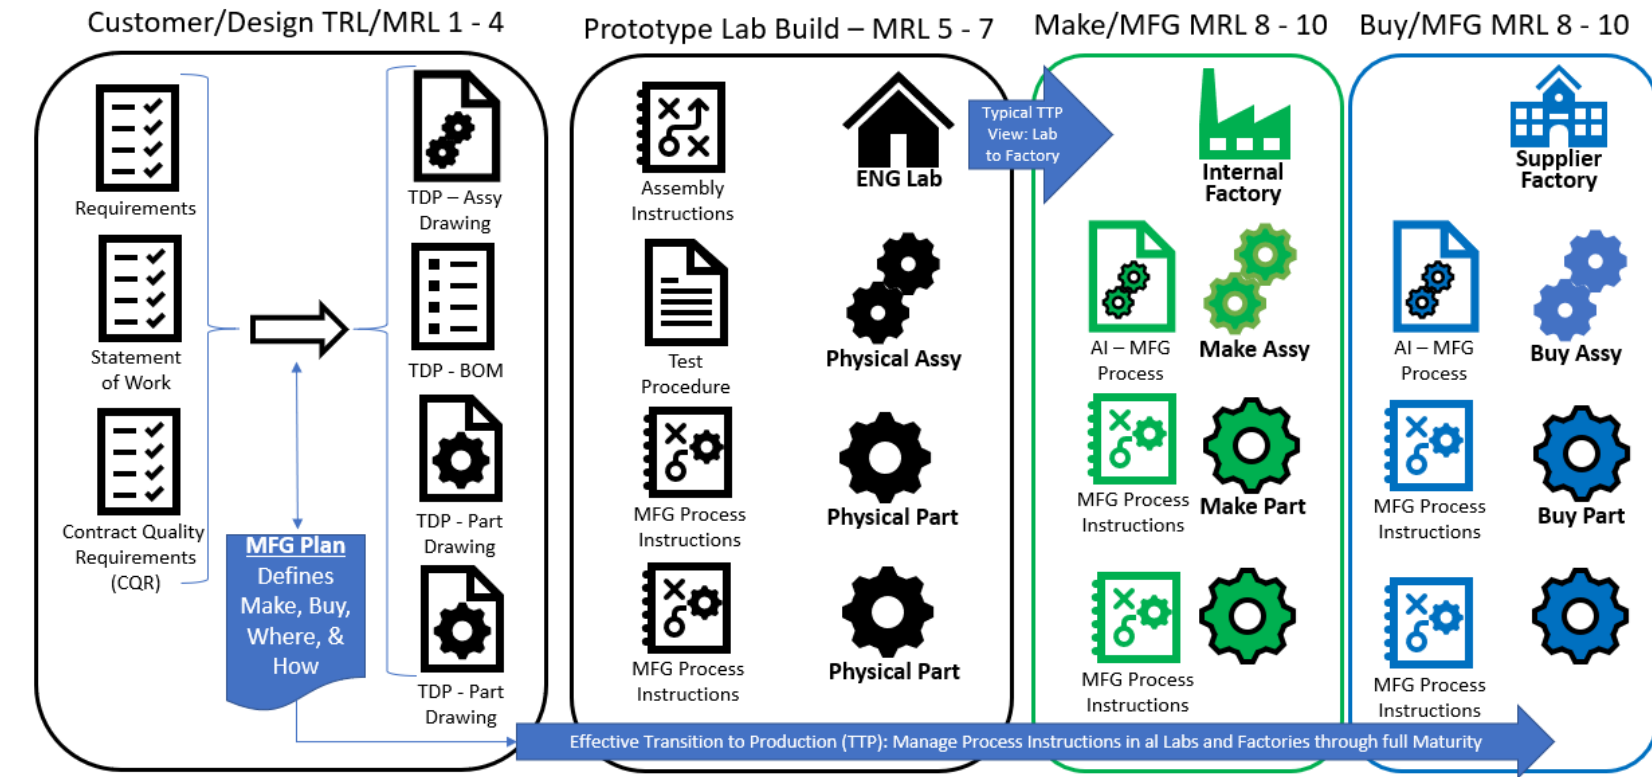 Customer/Design TRL/MRL 1 - 4
Requirements
Statement
of Work
Contract Quality
Requirements
(CQR)
MFG Plan
Defines
Make, Buy,
Where, &
How
TDP – Assy
Drawing
TDP - BOM
TDP - Part
Drawing
TDP - Part
Drawing
Prototype Lab Build – MRL 5 - 7
Assembly
Instructions
Test
Procedure
MFG Process
Instructions
MFG Process
Instructions
ENG Lab
Physical Assy
Physical Part
Physical Part
Typical TTP
View: Lab
to Factory
Make/MFG MRL 8 - 10
Internal
Factory
AI – MFG
Process
Make Assy
MFG Process
Instructions
Make Part
MFG Process
Instructions
Buy/MFG MRL 8 - 10
Supplier
Factory
AI – MFG
Process
Buy Assy
MFG Process
Instructions
Buy Part
MFG Process
Instructions
Effective Transition to Production (TTP): Manage Process Instructions in al Labs and Factories through full Maturity